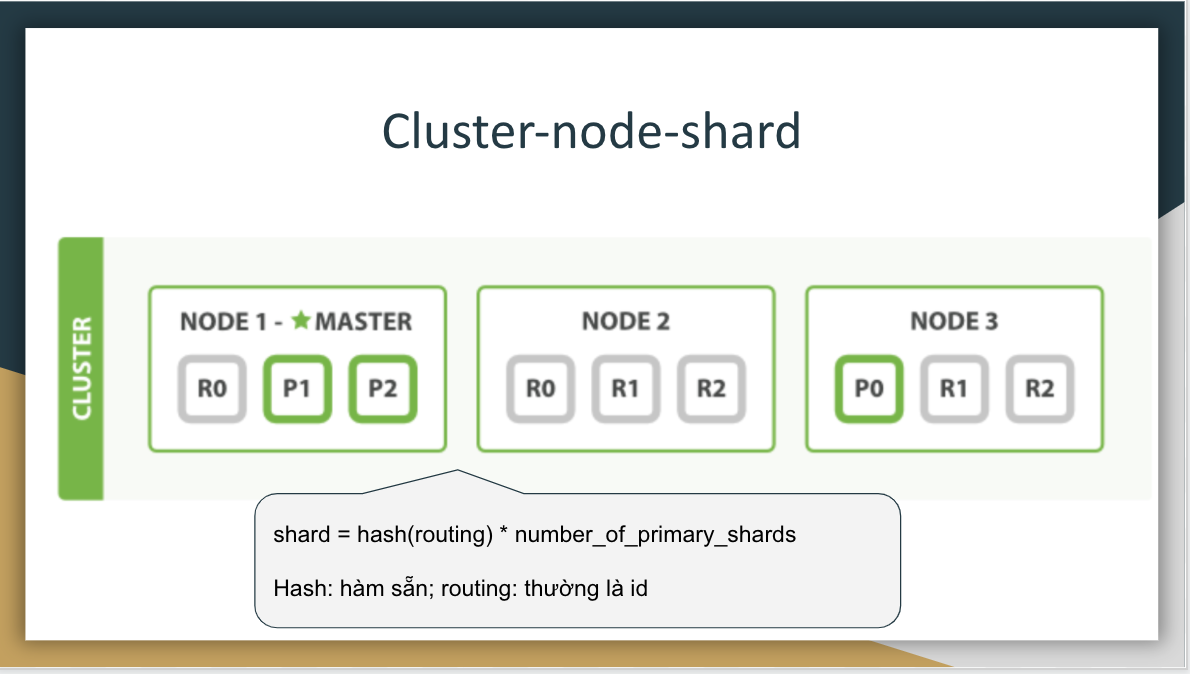 Cluster-node-shard
CLUSTER
NODE 1 - ★ MASTER
R0 P1 P2
NODE 2
R0 R1 R2
NODE 3
P0 R1 R2
shard = hash(routing) * number_of_primary_shards
Hash: hàm sẵn; routing: thường là id